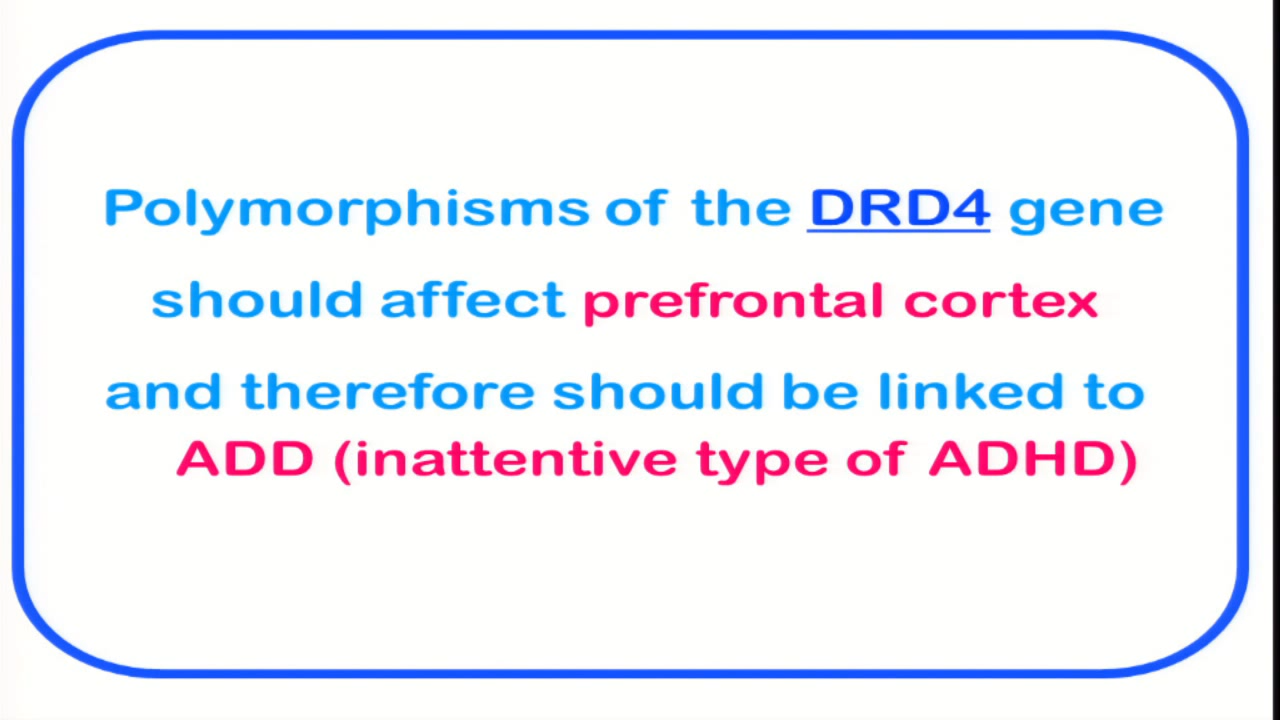 Polymorphisms of the DRD4 gene
should affect prefrontal cortex
and therefore should be linked to
ADD (inattentive type of ADHD)